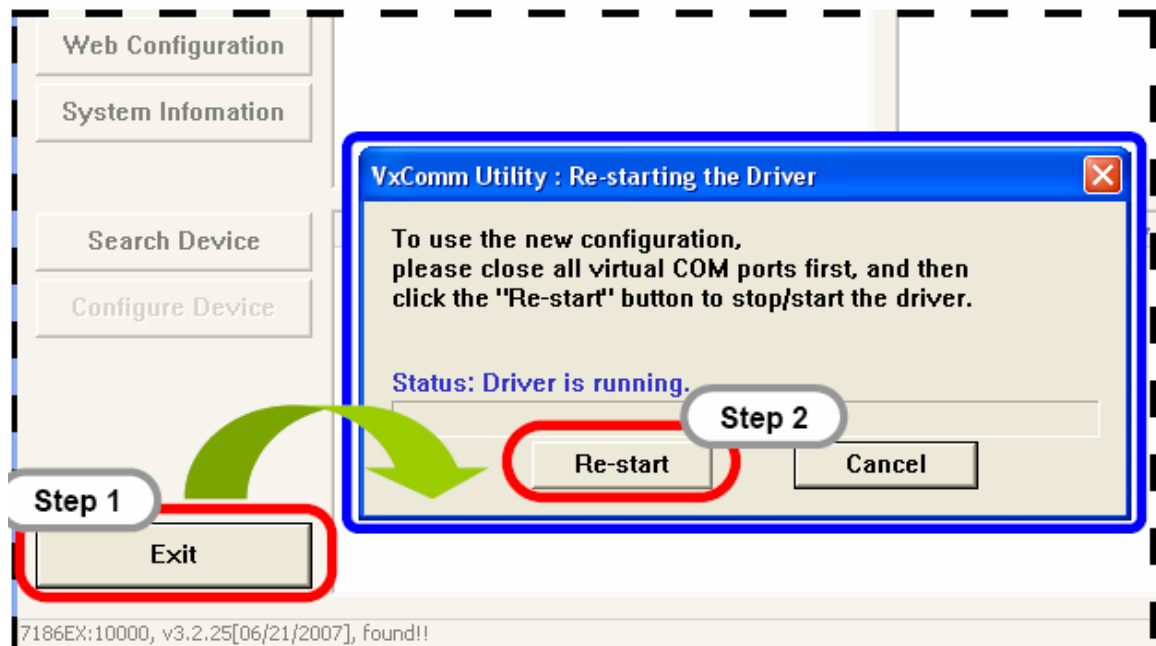 Web Configuration
System Infomation
VxComm Utility : Re-starting the Driver
To use the new configuration,
please close all virtual COM ports first, and then
click the "Re-start" button to stop/start the driver.
Search Device
Configure Device
Status: Driver is running.
Step 2
Re-start
Cancel
Step 1
Exit
7186EX:10000, v3.2.25[06/21/2007], found!!